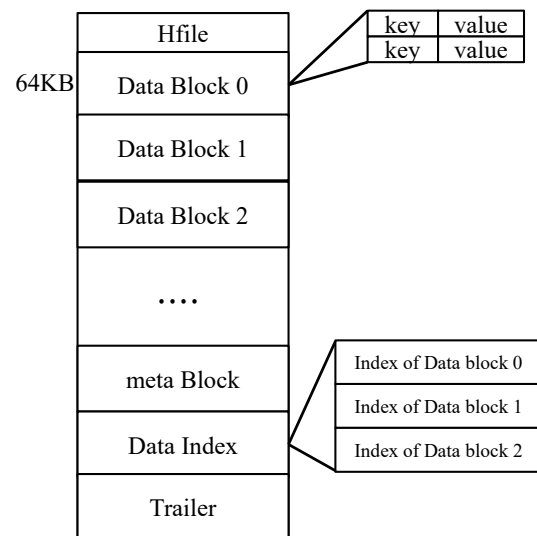 Hfile
key value
key value
64KB
Data Block 0
Data Block 1
Data Block 2
....
meta Block
Index of Data block 0
Index of Data block 1
Data Index
Index of Data block 2
Trailer